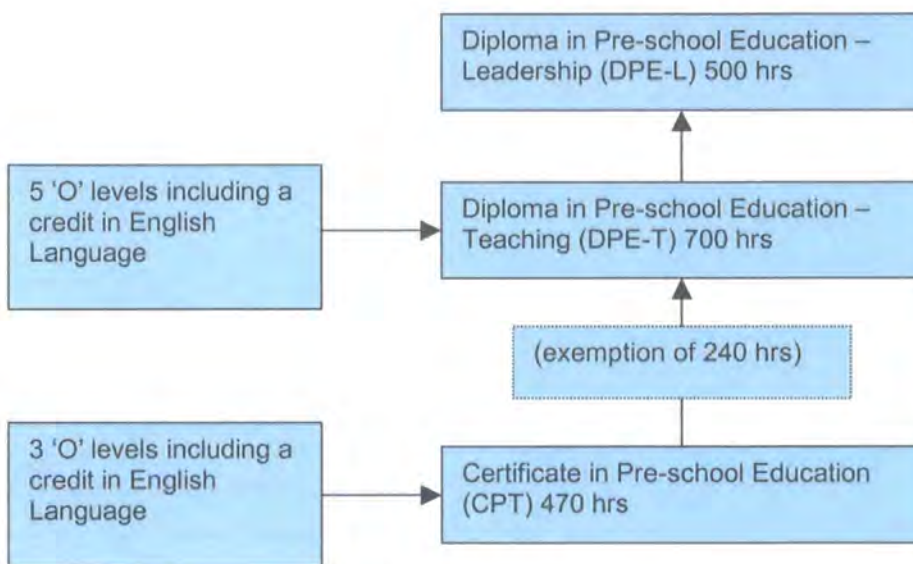 Diploma in Pre-school Education –
Leadership (DPE-L) 500 hrs
5 ‘O’ levels including a
credit in English
Language
Diploma in Pre-school Education –
Teaching (DPE-T) 700 hrs
(exemption of 240 hrs)
3 ‘O’ levels including a
credit in English
Language
Certificate in Pre-school Education
(CPT) 470 hrs